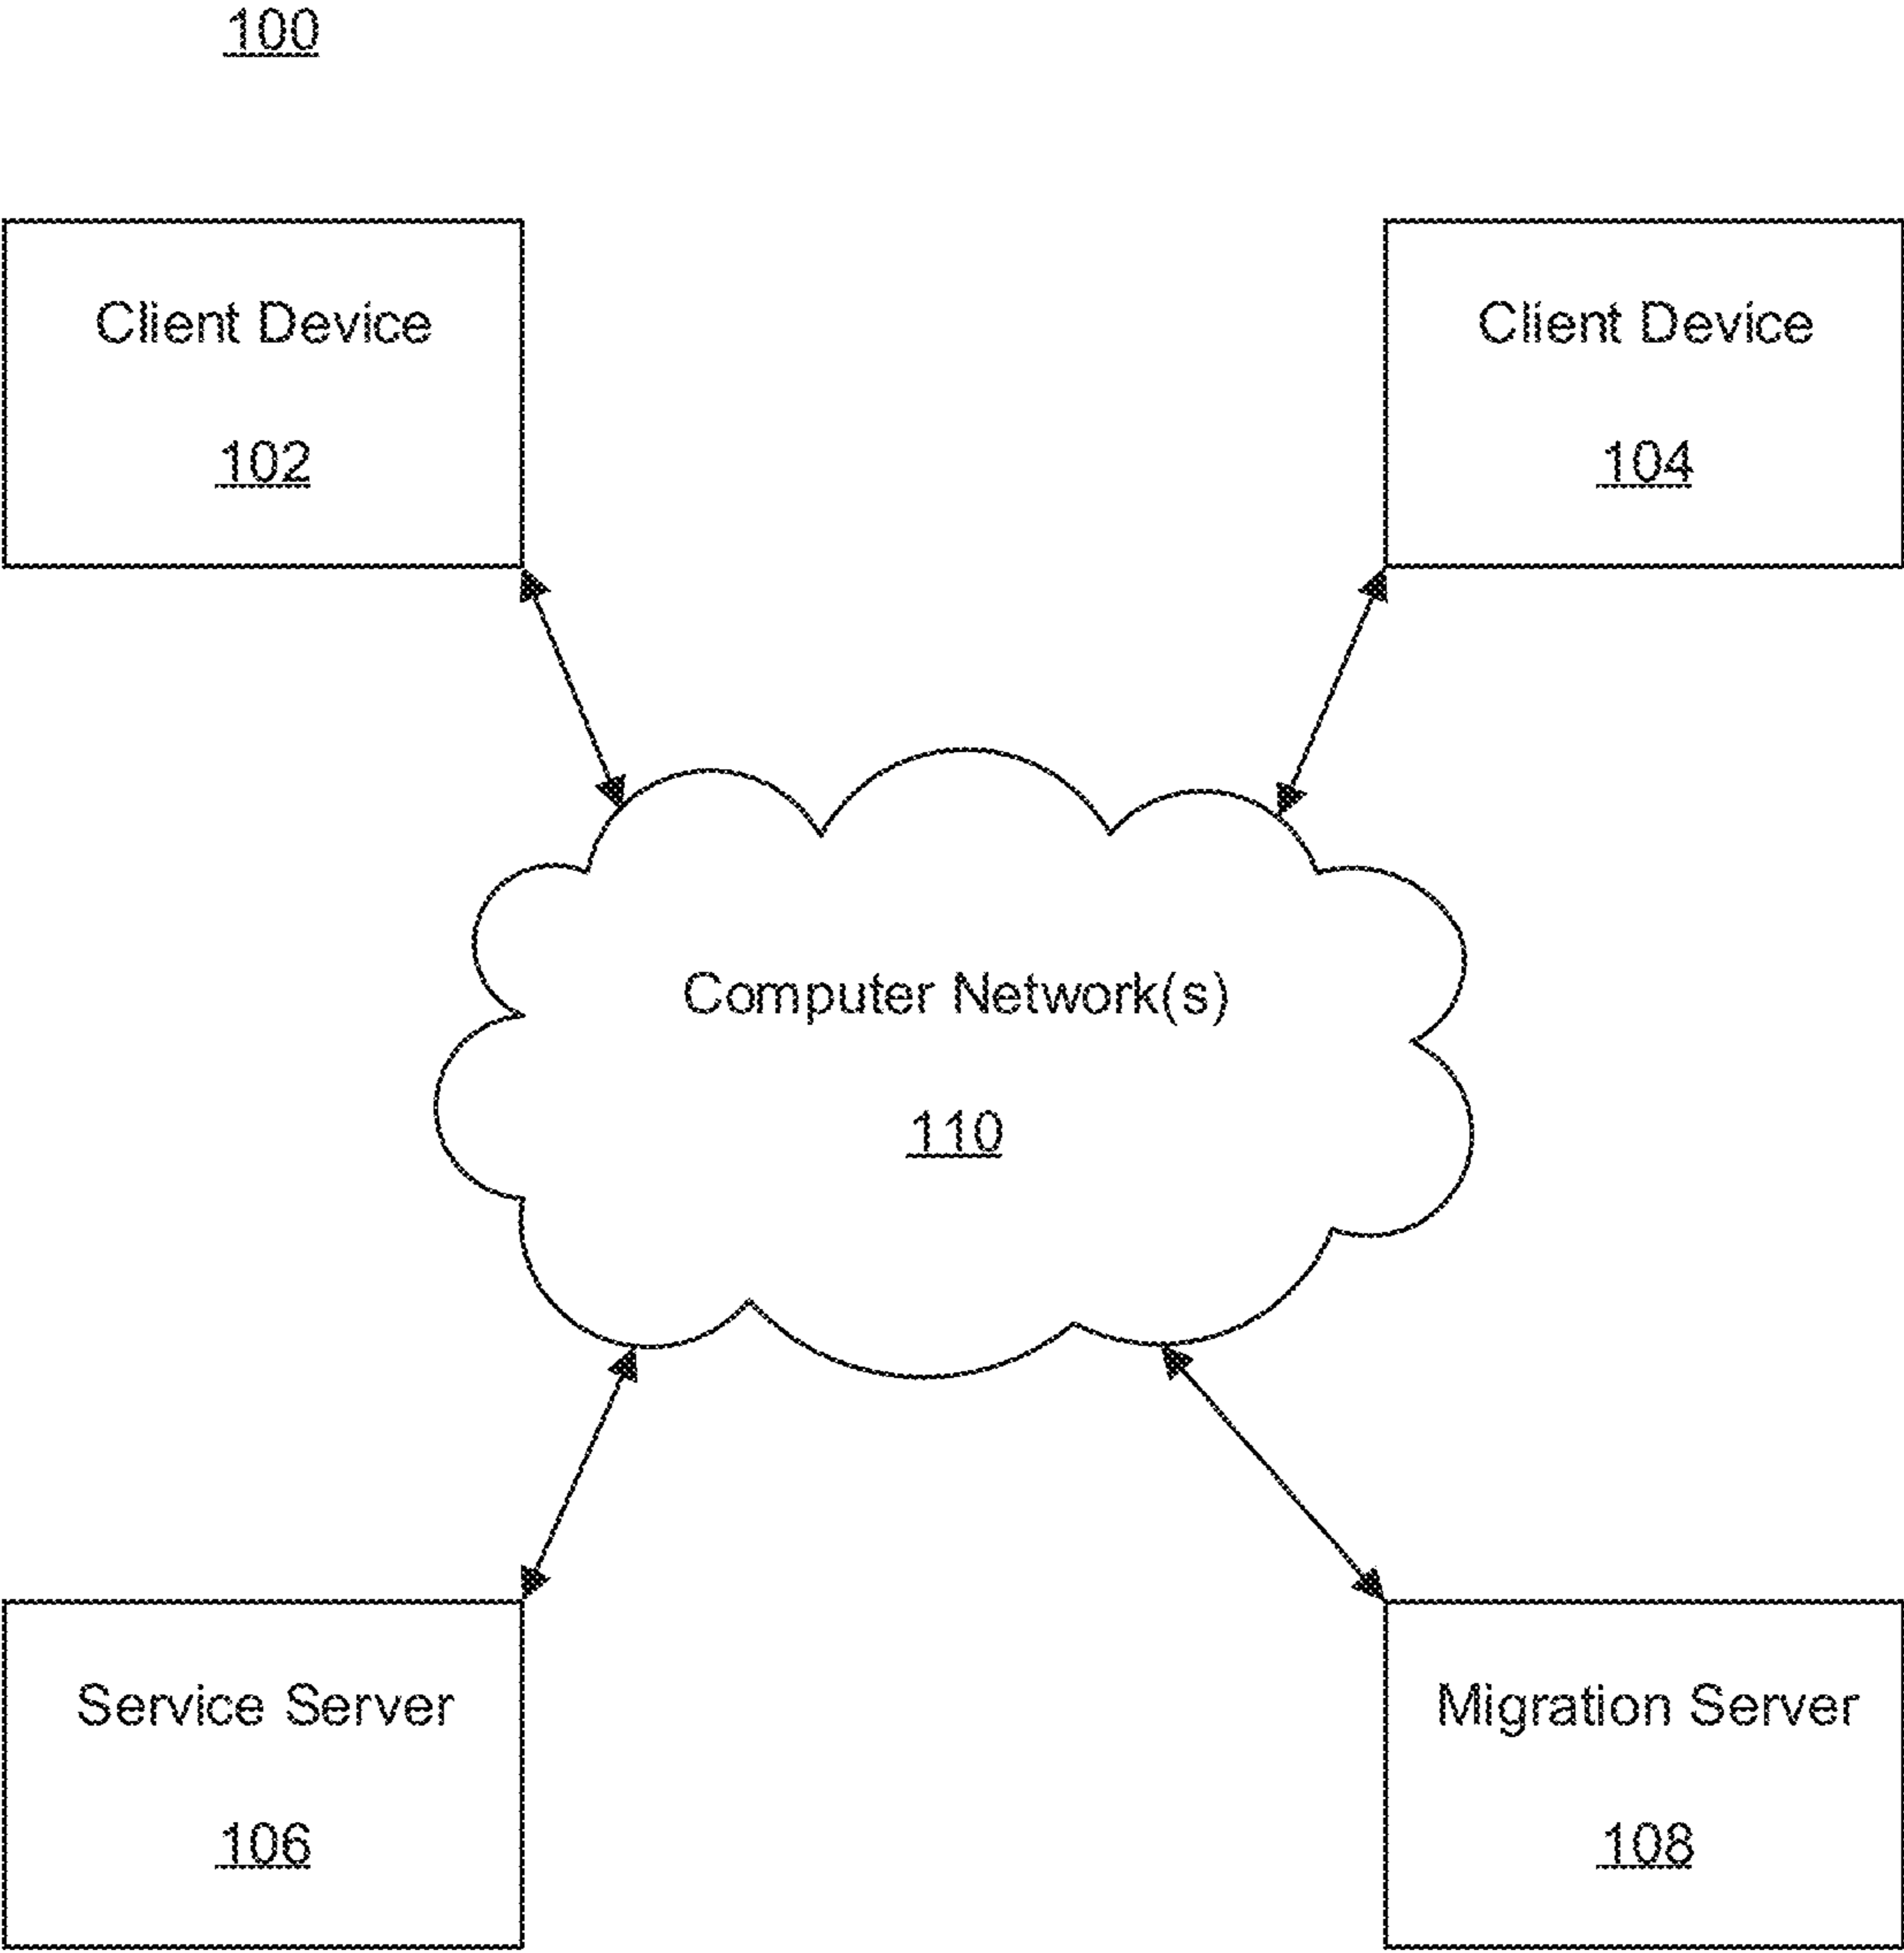 100
Client Device
102
Client Device
104
Computer Network(s)
110
Service Server
106
Migration Server
108